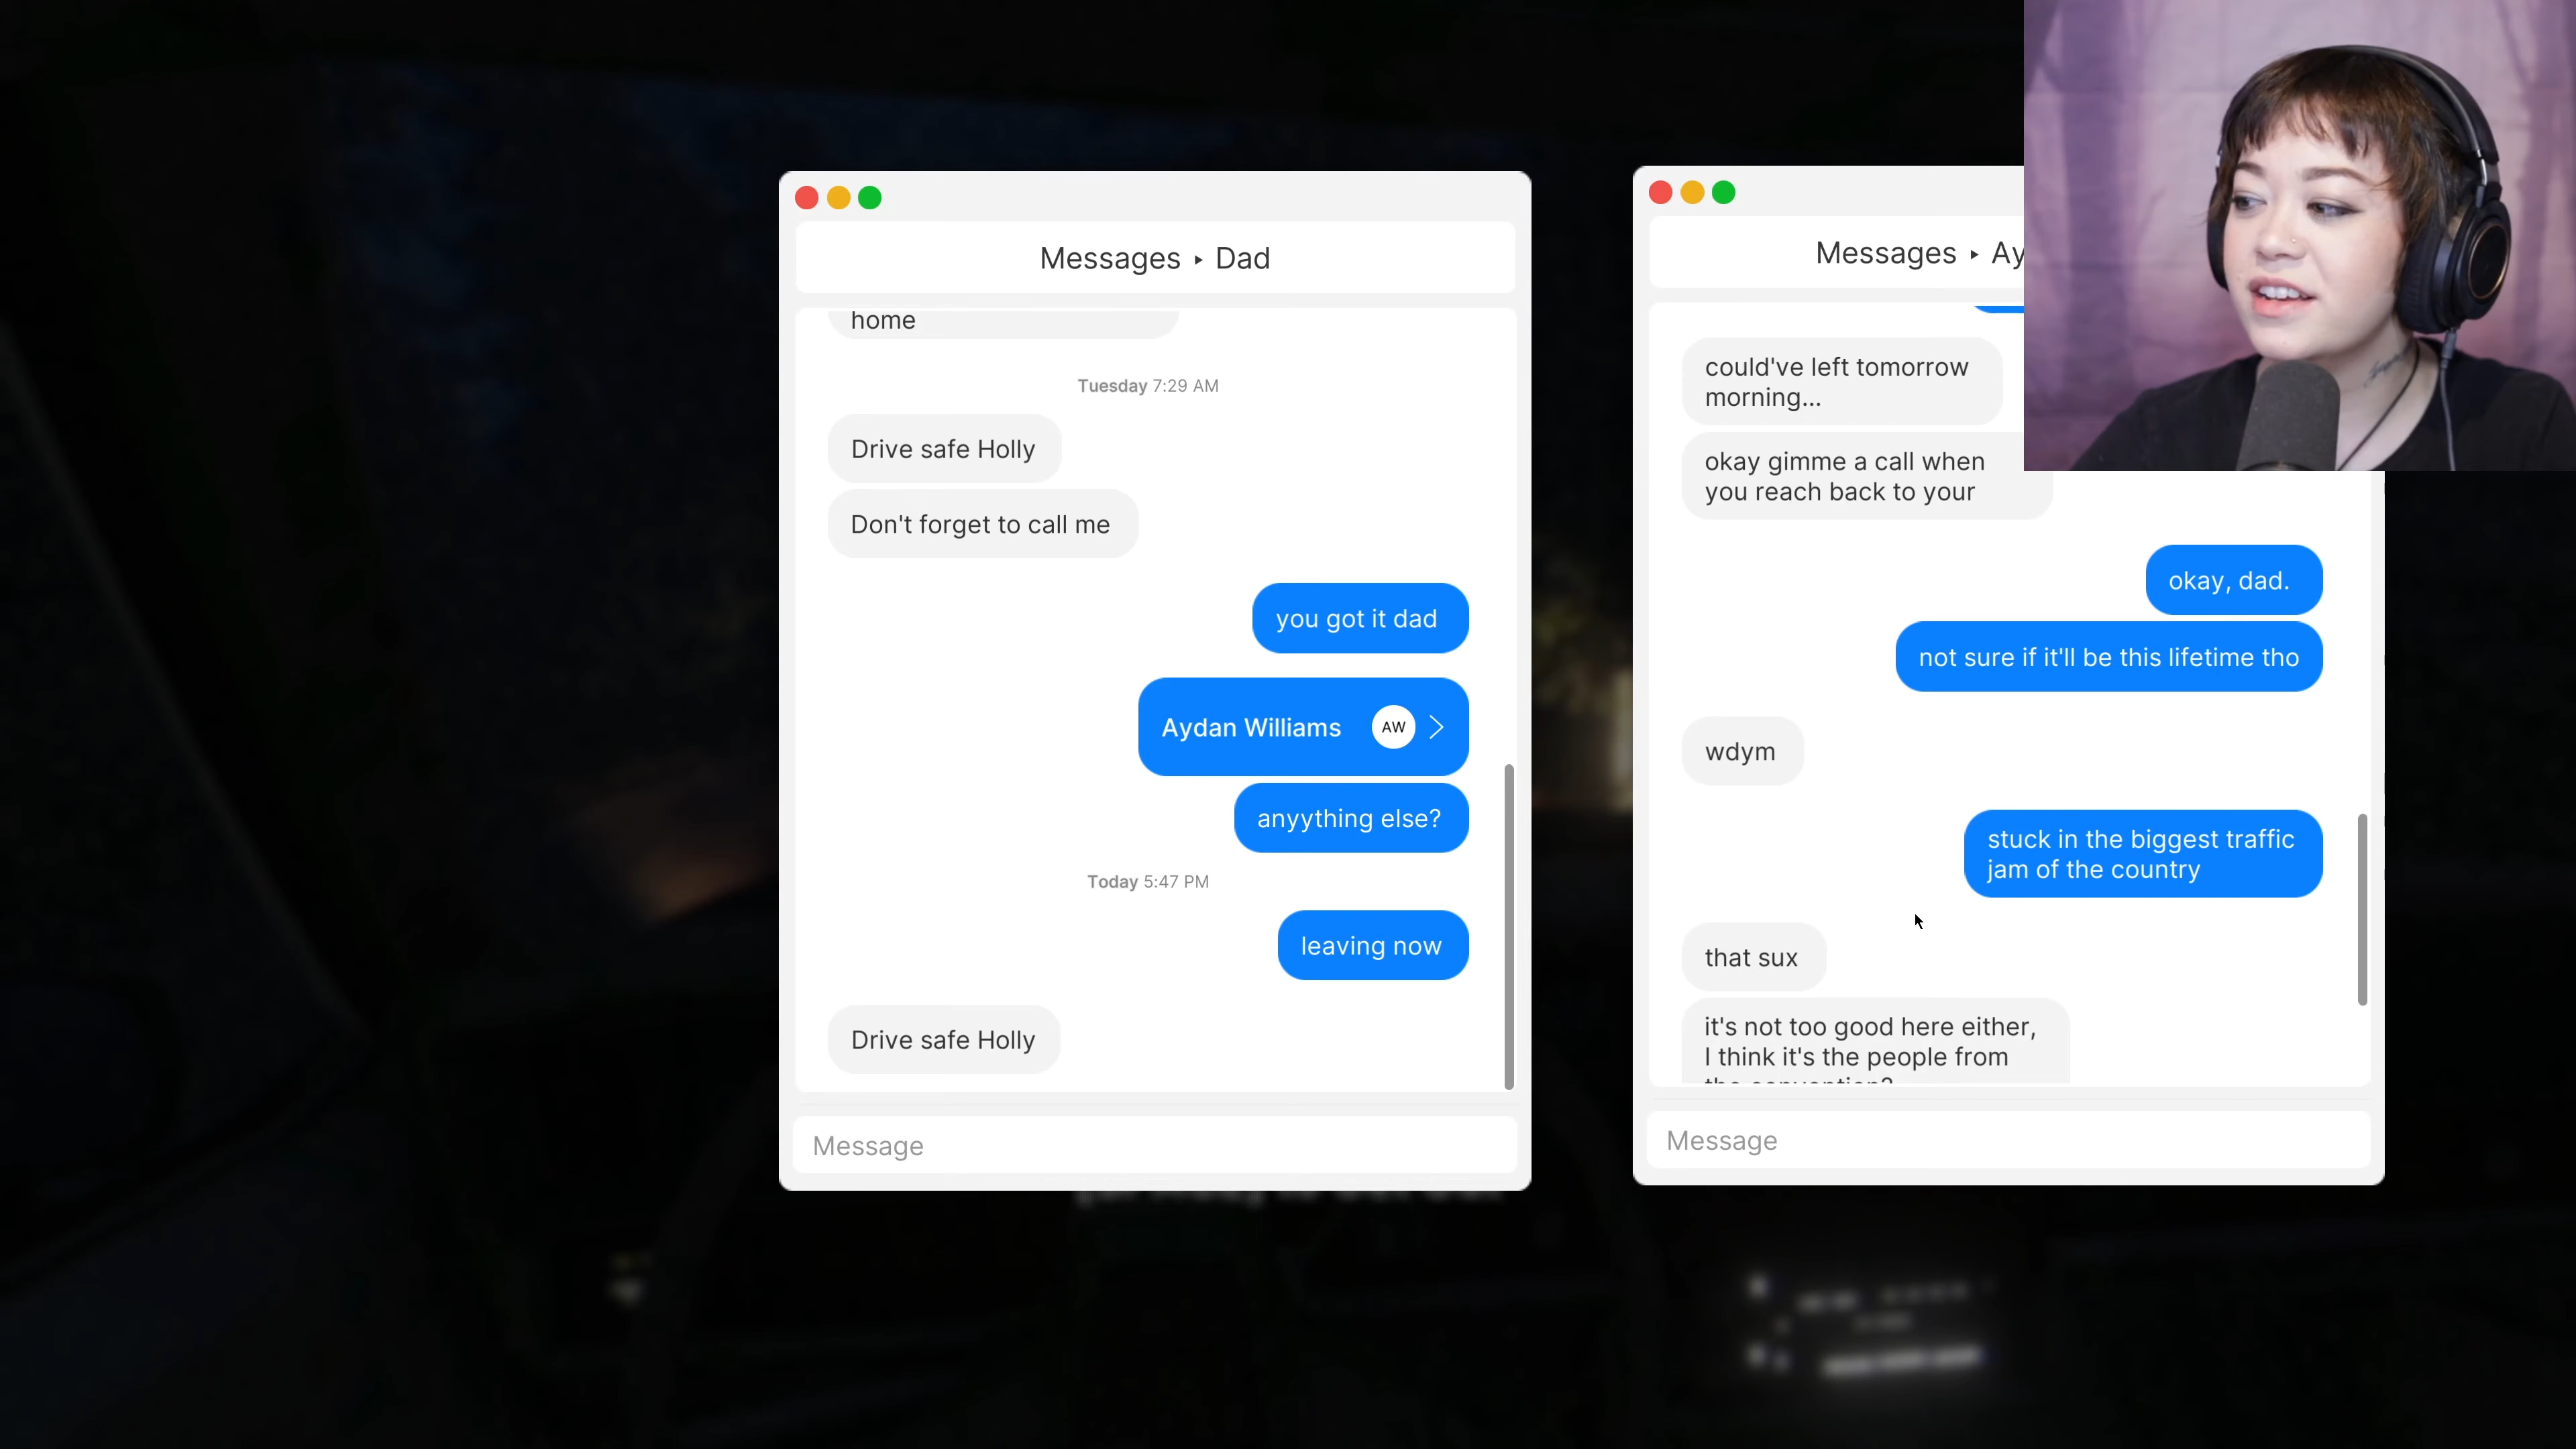 Messages ▸ Dad
home
Tuesday 7:29 AM
Drive safe Holly
Don't forget to call me
you got it dad
Aydan Williams AW
anyything else?
Today 5:47 PM
leaving now
Drive safe Holly
Message
Messages ▸ Ay
could've left tomorrow
morning...
okay gimme a call when
you reach back to your
okay, dad.
not sure if it'll be this lifetime tho
wdym
stuck in the biggest traffic
jam of the country
that sux
it's not too good here either,
I think it's the people from
the convention?
Message